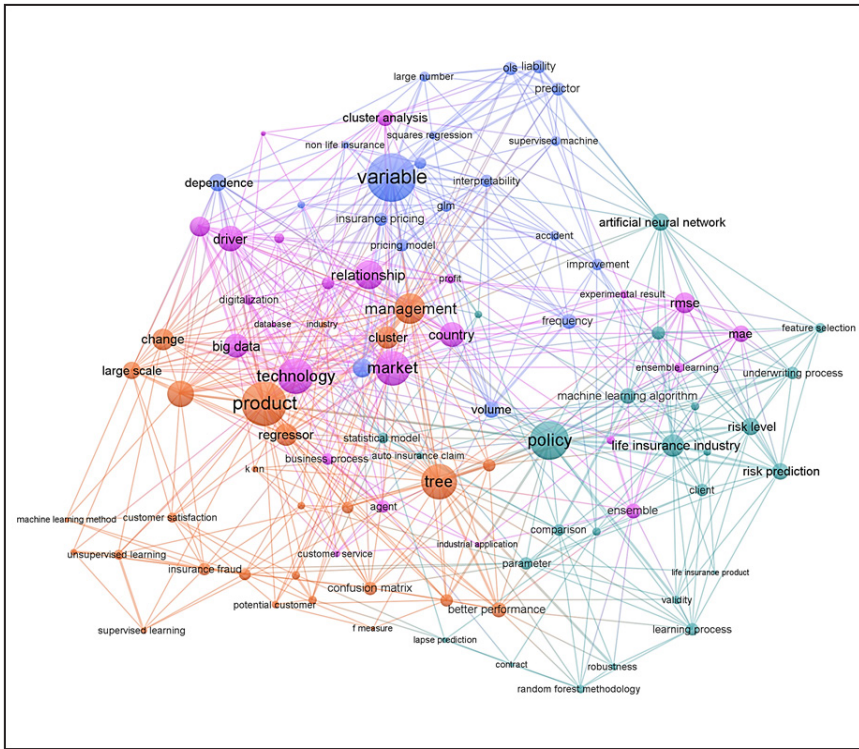 large number
ols
liability
predictor
cluster analysis
squares regression
non life insurance
supervised machine
variable
dependence
interpretability
glm
insurance pricing
artificial neural network
driver
pricing model
accident
relationship
improvement
profit
digitalization
experimental result
rmse
management
database
industry
frequency
feature selection
change
cluster
country
mae
big data
large scale
technology
market
ensemble learning
underwriting process
machine learning algorithm
product
volume
risk level
regressor
statistical model
policy
life insurance industry
business process
auto insurance claim
k nn
tree
risk prediction
client
agent
ensemble
machine learning method
customer satisfaction
comparison
industrial application
unsupervised learning
customer service
insurance fraud
parameter
life insurance product
confusion matrix
potential customer
better performance
validity
supervised learning
f measure
learning process
lapse prediction
contract
robustness
random forest methodology